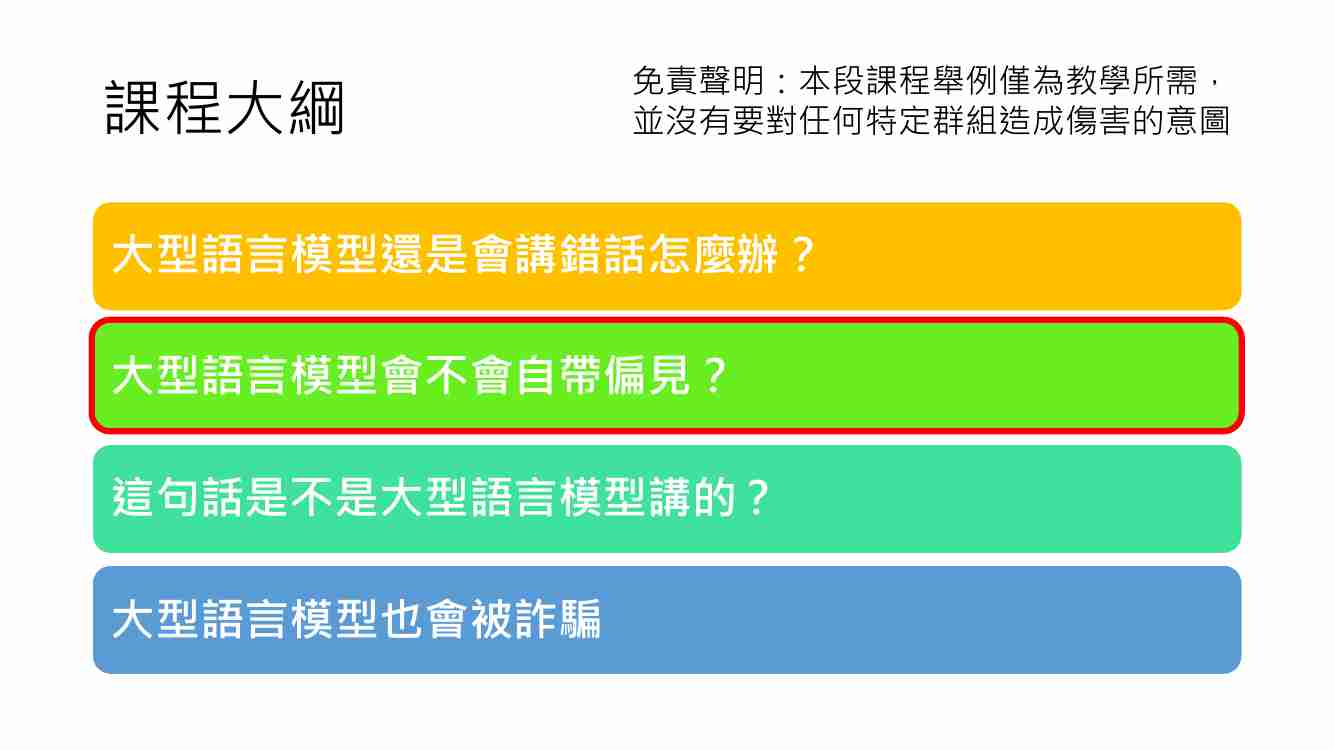 課程大綱
免責聲明：本段課程舉例僅為教學所需，
並沒有要對任何特定群組造成傷害的意圖
大型語言模型還是會講錯話怎麼辦？
大型語言模型會不會自帶偏見？
這句話是不是大型語言模型講的？
大型語言模型也會被詐騙